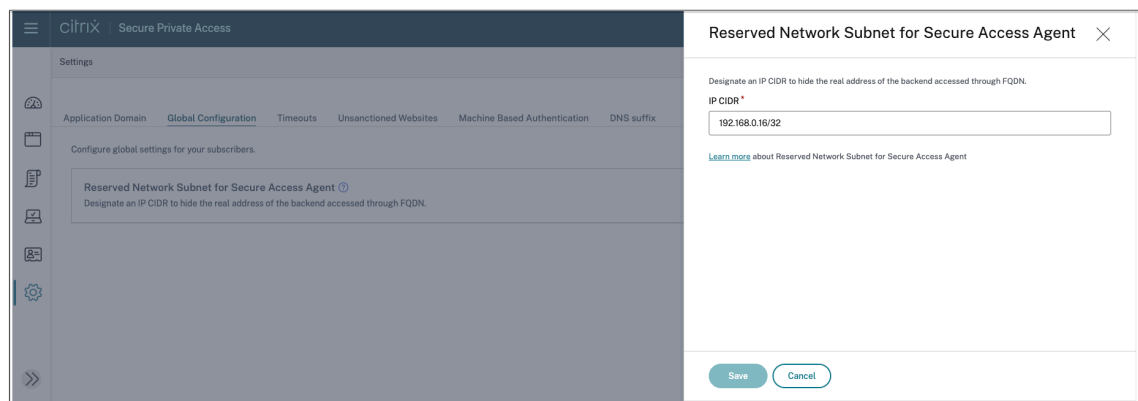 citrix | Secure Private Access
Settings
Application Domain Global Configuration Timeouts Unsanctioned Websites Machine Based Authentication DNS suffix
Configure global settings for your subscribers.
Reserved Network Subnet for Secure Access Agent
Designate an IP CIDR to hide the real address of the backend accessed through FQDN.
Reserved Network Subnet for Secure Access Agent
Designate an IP CIDR to hide the real address of the backend accessed through FQDN.
IP CIDR *
192.168.0.16/32
Learn more about Reserved Network Subnet for Secure Access Agent
Save Cancel